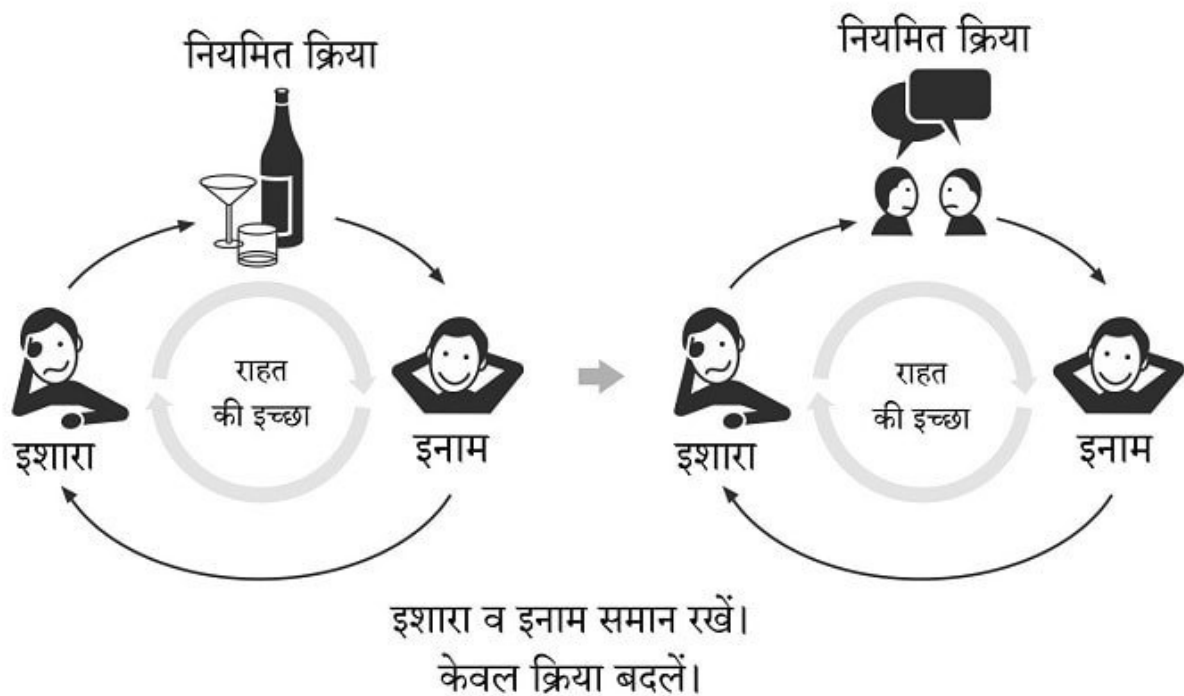 नियमित क्रिया
राहत
की इच्छा
इशारा
इनाम
नियमित क्रिया
राहत
की इच्छा
इशारा
इनाम
इशारा व इनाम समान रखें।
केवल क्रिया बदलें।